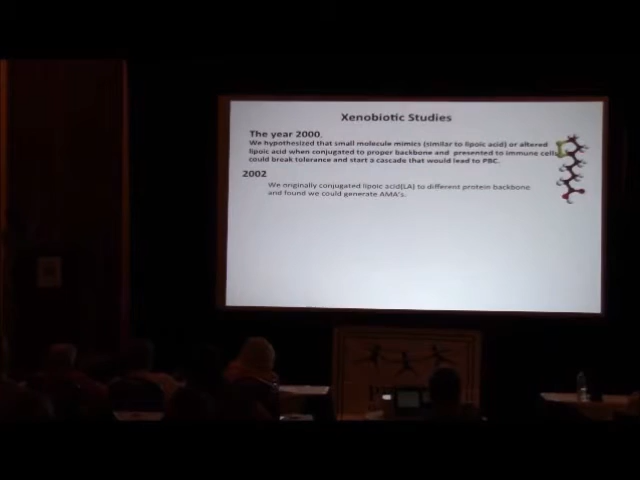 Xenobiotic Studies
The year 2000.
We hypothesized that small molecule mimics (similar to lipoic acid) or altered
lipoic acid when conjugated to proper backbone and presented to immune cells
could break tolerance and start a cascade that would lead to PBC.
2002
We originally conjugated lipoic acid(LA) to different protein backbone
and found we could generate AMA's.